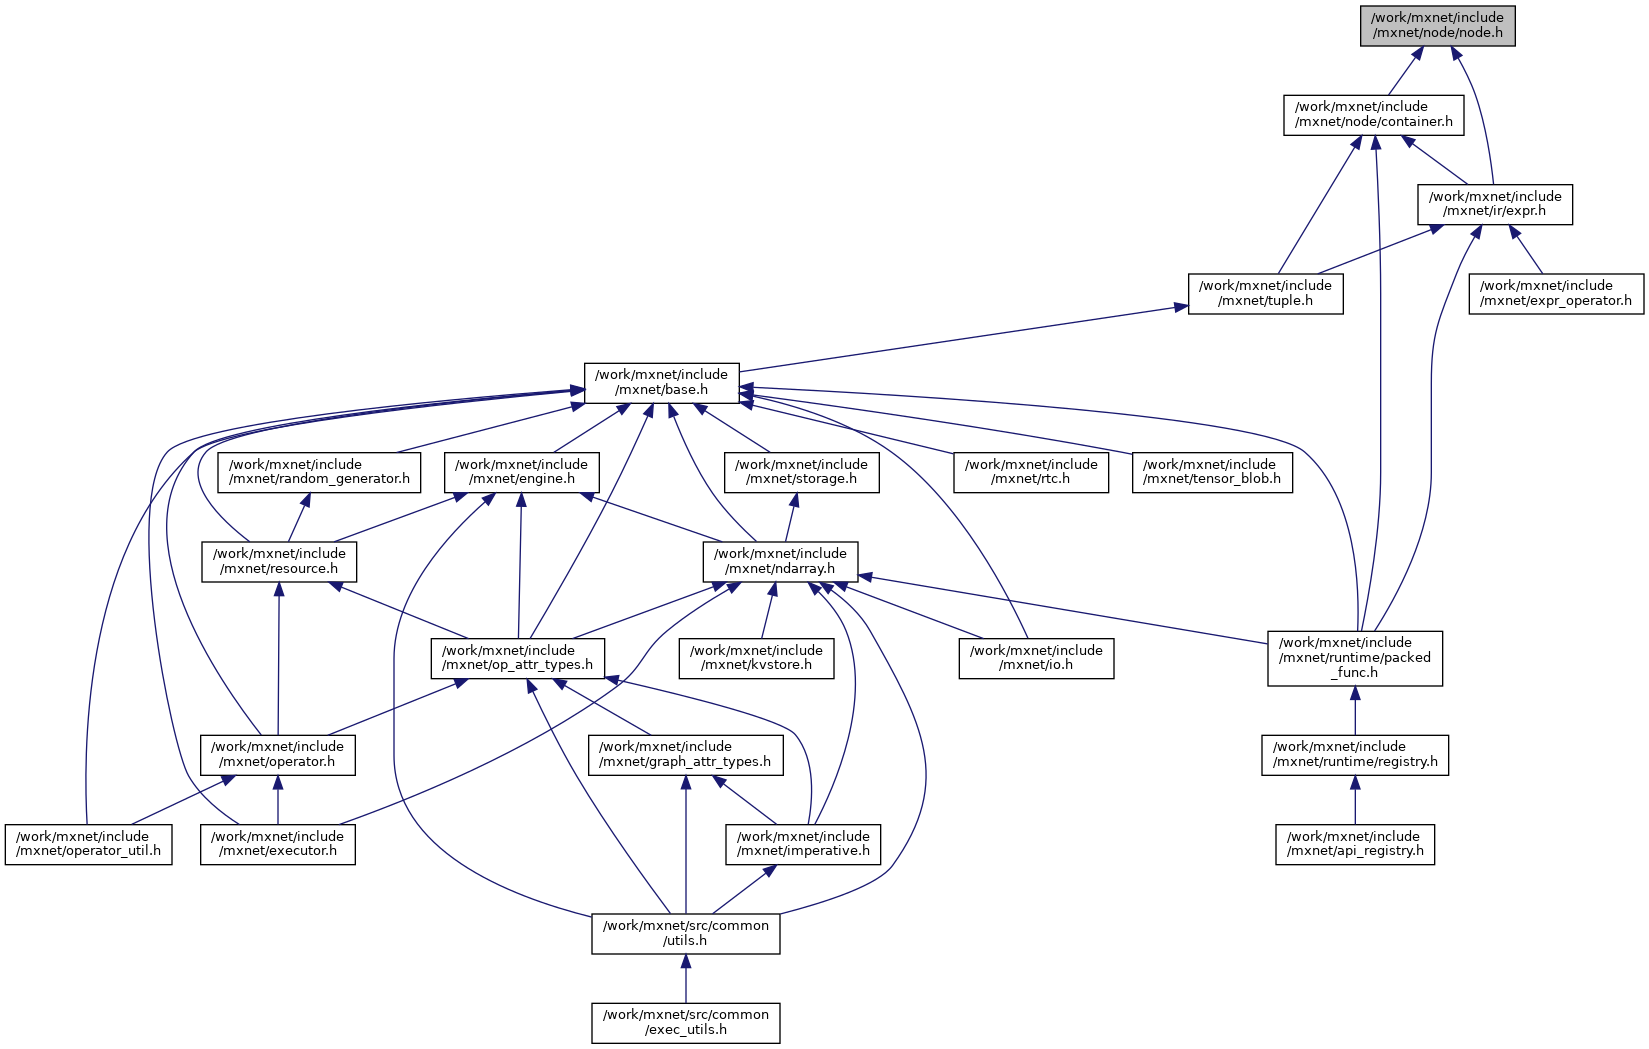 /work/mxnet/include
/mxnet/node/node.h
/work/mxnet/include
/mxnet/node/container.h
/work/mxnet/include
/mxnet/ir/expr.h
/work/mxnet/include
/mxnet/tuple.h
/work/mxnet/include
/mxnet/expr_operator.h
/work/mxnet/include
/mxnet/base.h
/work/mxnet/include
/mxnet/random_generator.h
/work/mxnet/include
/mxnet/engine.h
/work/mxnet/include
/mxnet/storage.h
/work/mxnet/include
/mxnet/rtc.h
/work/mxnet/include
/mxnet/tensor_blob.h
/work/mxnet/include
/mxnet/resource.h
/work/mxnet/include
/mxnet/ndarray.h
/work/mxnet/include
/mxnet/op_attr_types.h
/work/mxnet/include
/mxnet/kvstore.h
/work/mxnet/include
/mxnet/io.h
/work/mxnet/include
/mxnet/runtime/packed
_func.h
/work/mxnet/include
/mxnet/operator.h
/work/mxnet/include
/mxnet/graph_attr_types.h
/work/mxnet/include
/mxnet/runtime/registry.h
/work/mxnet/include
/mxnet/operator_util.h
/work/mxnet/include
/mxnet/executor.h
/work/mxnet/include
/mxnet/imperative.h
/work/mxnet/include
/mxnet/api_registry.h
/work/mxnet/src/common
/utils.h
/work/mxnet/src/common
/exec_utils.h